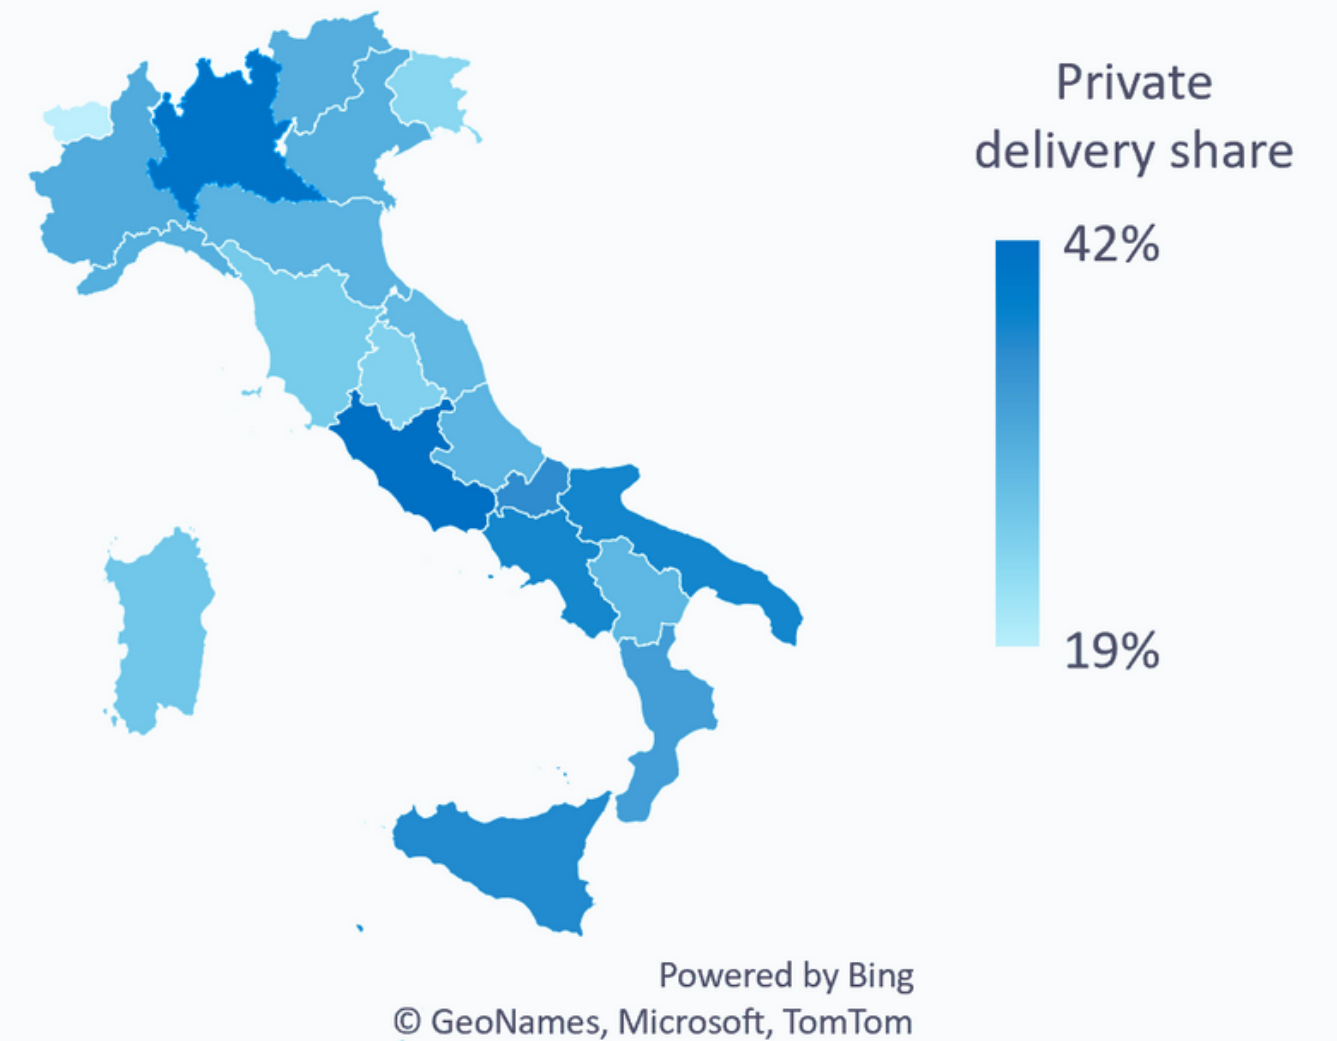 Private
delivery share
42%
19%
Powered by Bing
© GeoNames, Microsoft, TomTom